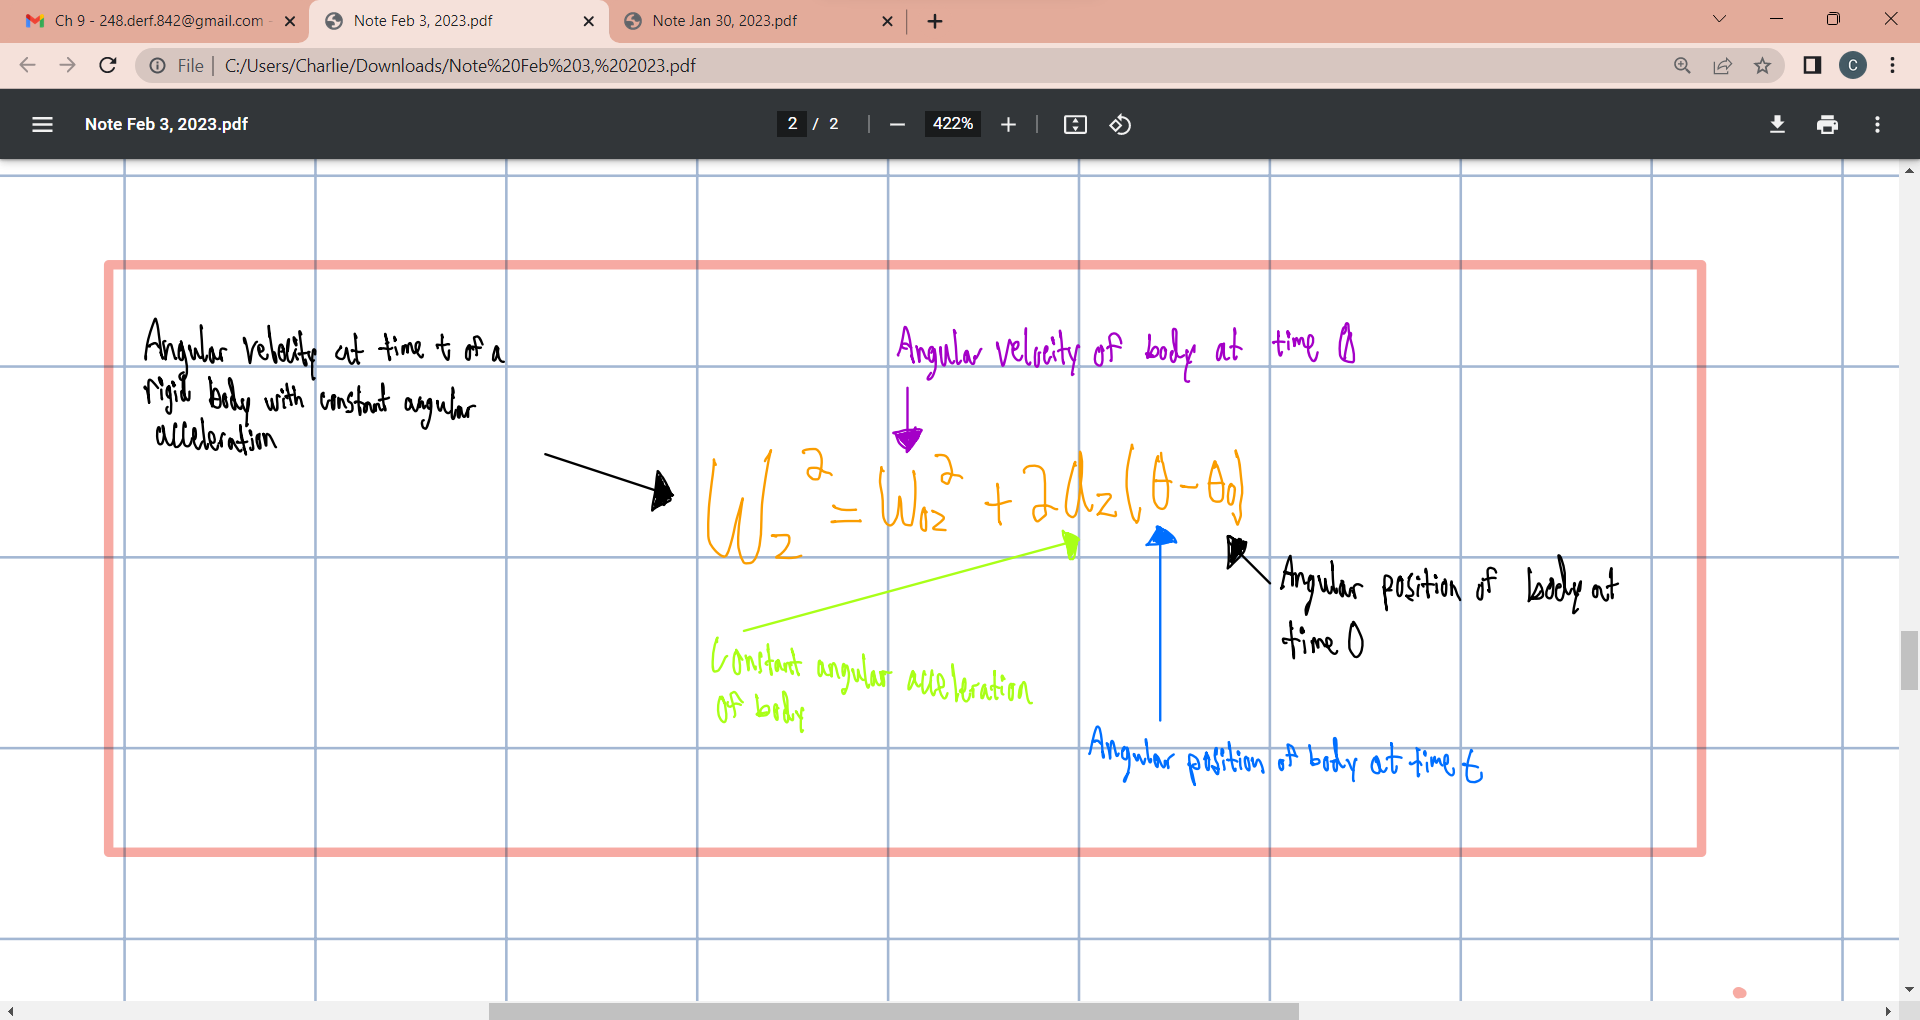 Ch 9 - 248.derf.842@gmail.com
Note Feb 3, 2023.pdf
Note Jan 30, 2023.pdf
File
C:/Users/Charlie/Downloads/Note%20Feb%203,%202023.pdf
C
Note Feb 3, 2023.pdf
2 / 2
422%
Angular velocity at time t of a
rigid body with constant angular
acceleration
Angular velocity of body at time 0
ω_z² = ω_0z² + 2α_z(θ-θ_0)
Angular position of body at
time 0
Constant angular acceleration
of body
Angular position of body at time t